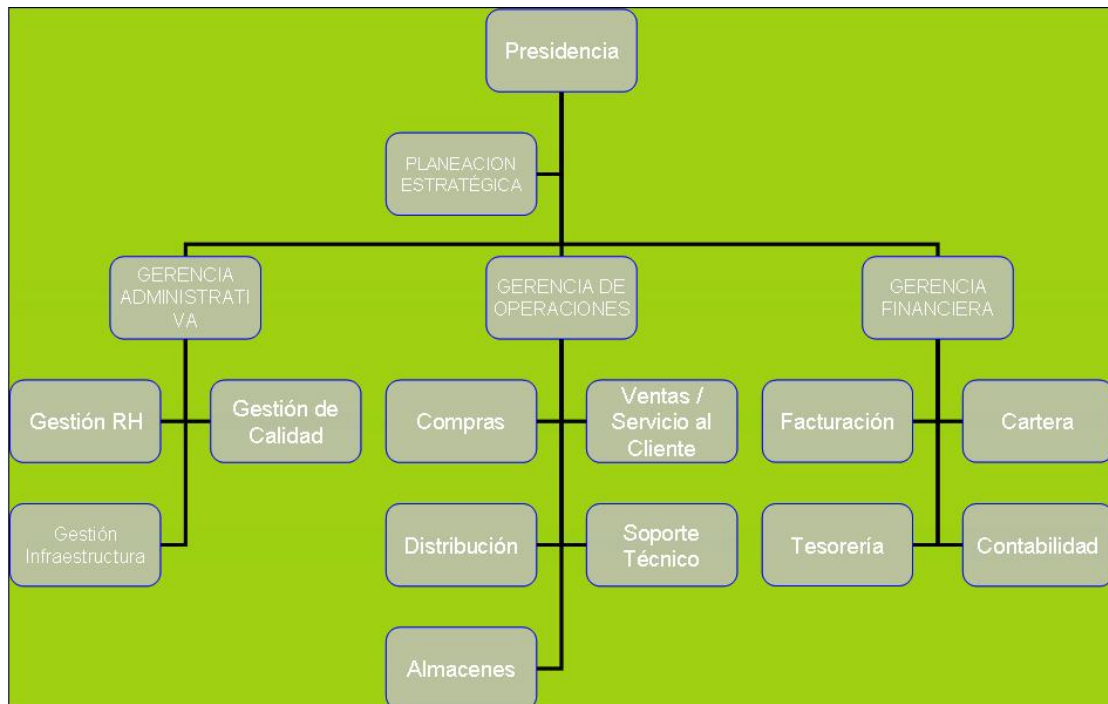 Presidencia
PLANEACION
ESTRATÉGICA
GERENCIA
ADMINISTRATI
VA
GERENCIA DE
OPERACIONES
GERENCIA
FINANCIERA
Gestión RH
Gestión de
Calidad
Compras
Ventas /
Servicio al
Cliente
Facturación
Cartera
Gestión
Infraestructura
Distribución
Soporte
Técnico
Tesorería
Contabilidad
Almacenes